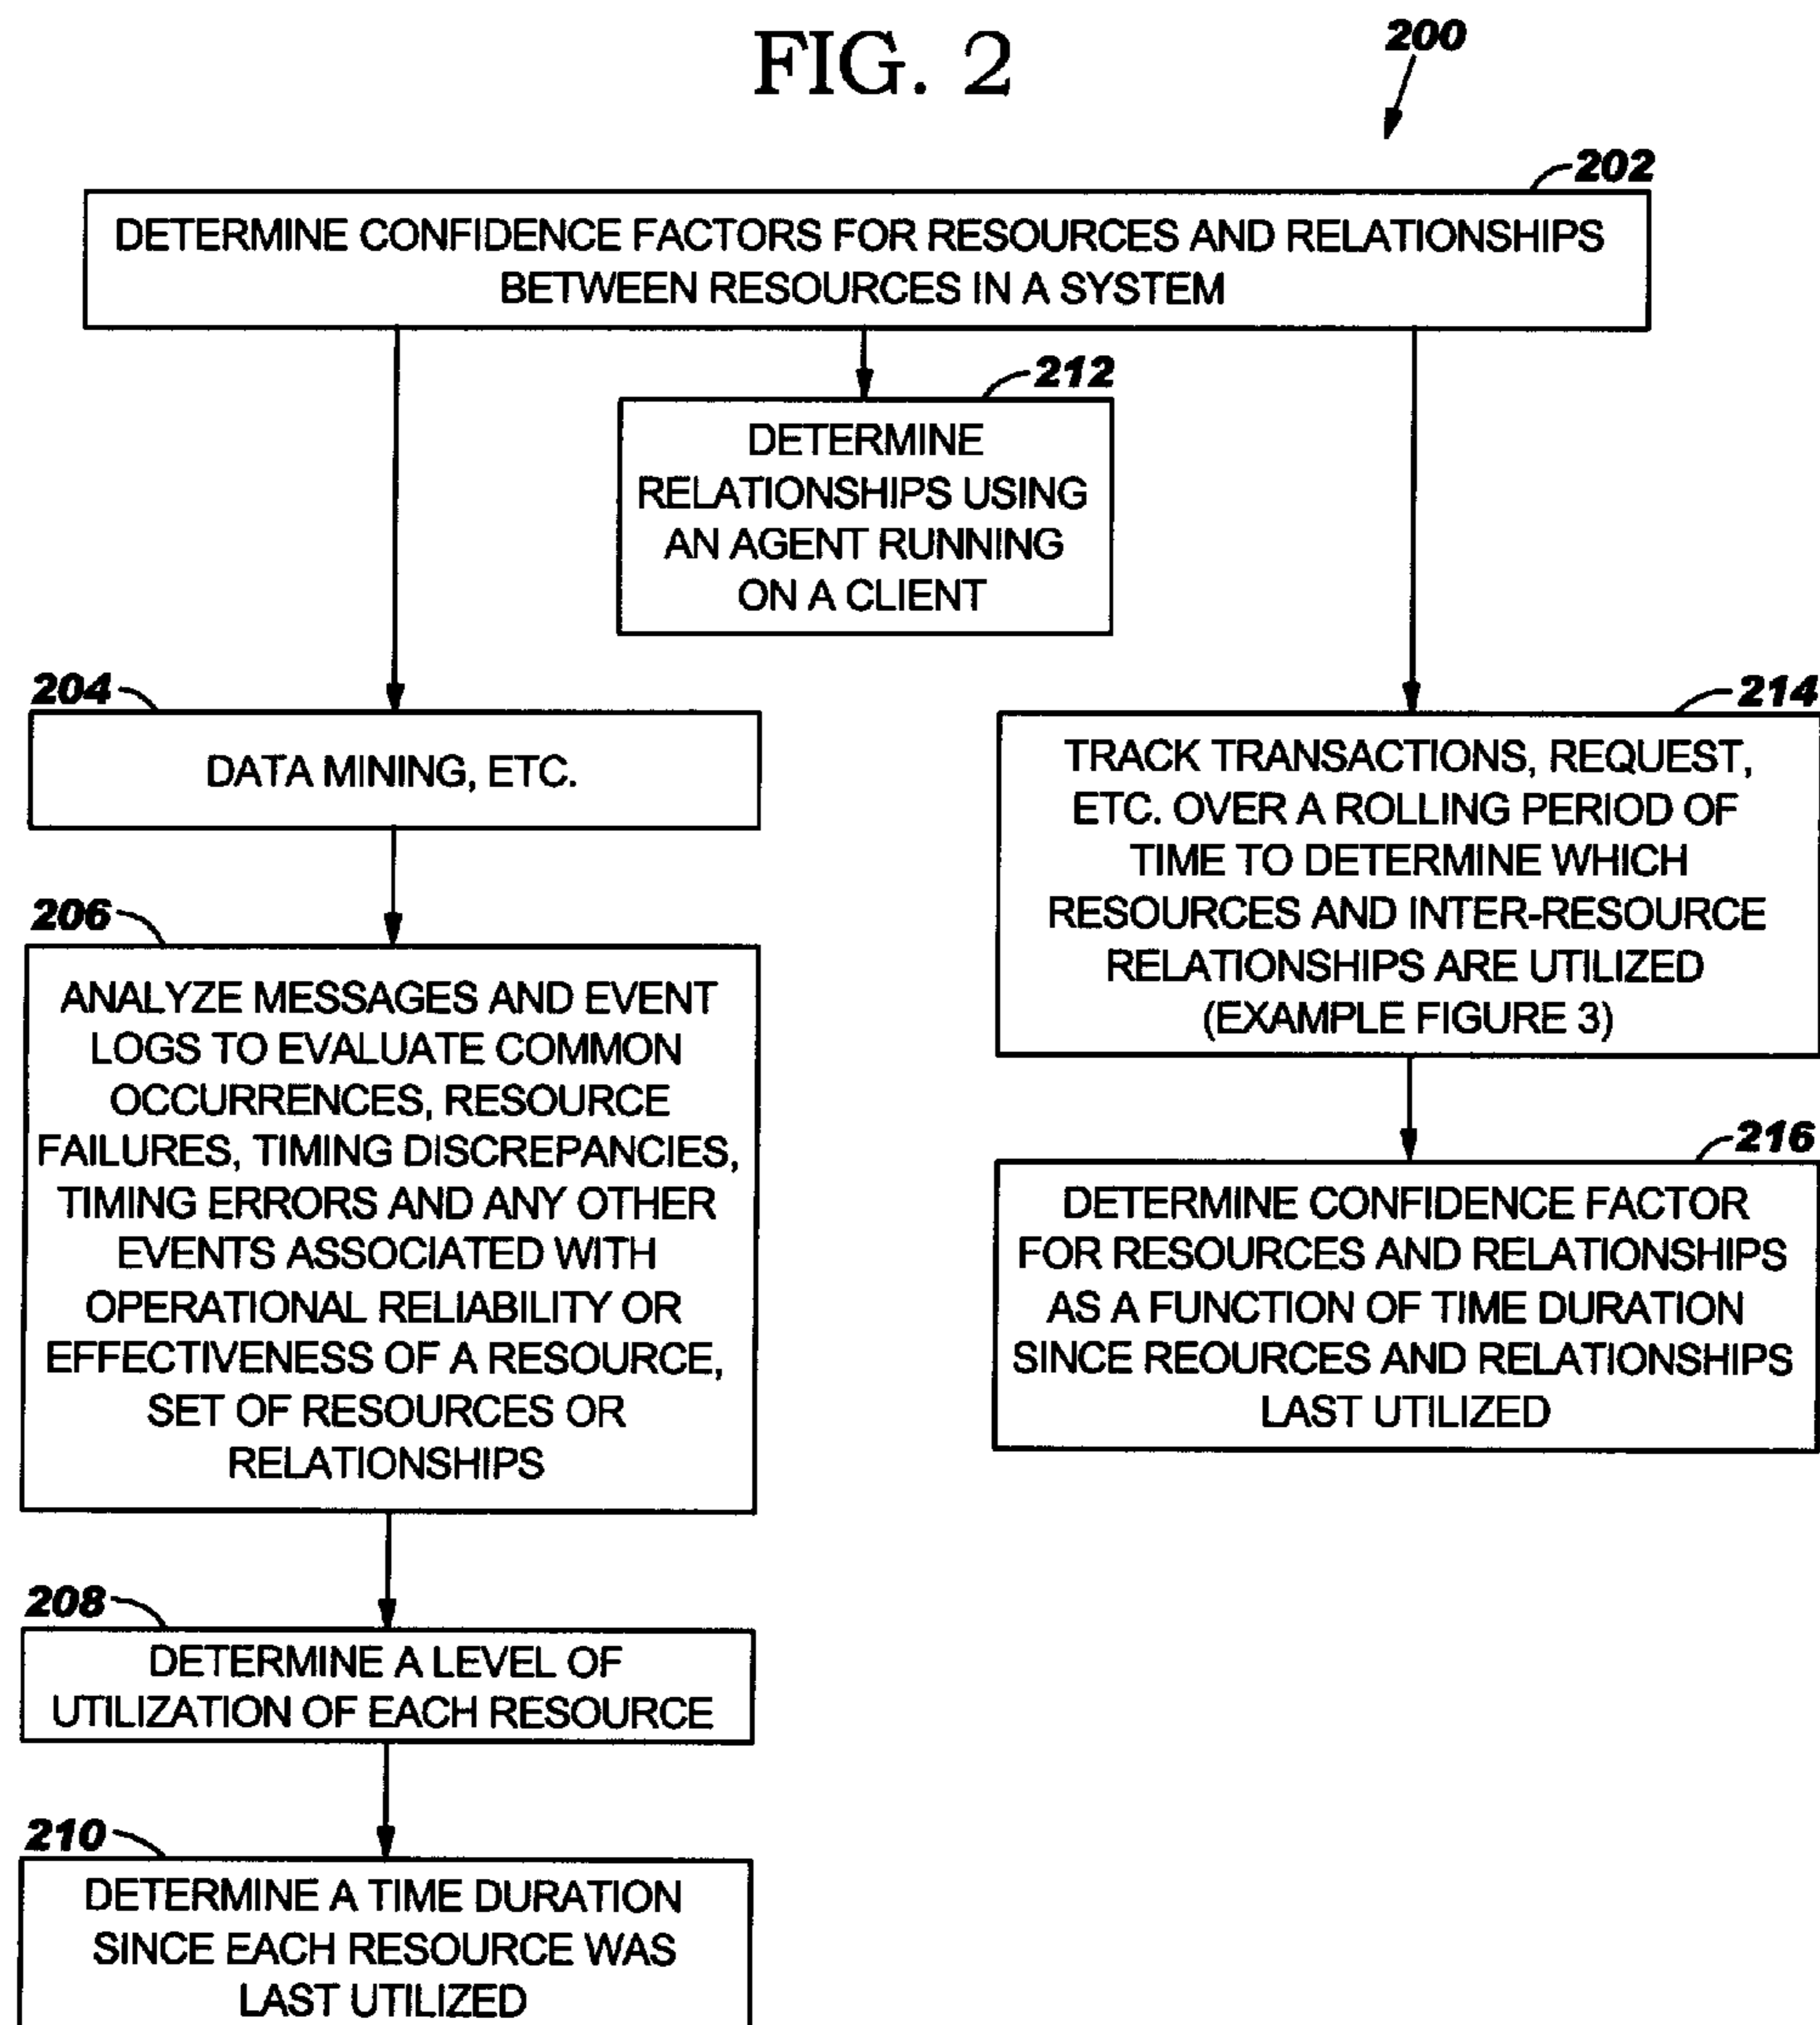 FIG. 2
200
202
DETERMINE CONFIDENCE FACTORS FOR RESOURCES AND RELATIONSHIPS
BETWEEN RESOURCES IN A SYSTEM
212
DETERMINE
RELATIONSHIPS USING
AN AGENT RUNNING
ON A CLIENT
204
DATA MINING, ETC.
206
ANALYZE MESSAGES AND EVENT
LOGS TO EVALUATE COMMON
OCCURRENCES, RESOURCE
FAILURES, TIMING DISCREPANCIES,
TIMING ERRORS AND ANY OTHER
EVENTS ASSOCIATED WITH
OPERATIONAL RELIABILITY OR
EFFECTIVENESS OF A RESOURCE,
SET OF RESOURCES OR
RELATIONSHIPS
208
DETERMINE A LEVEL OF
UTILIZATION OF EACH RESOURCE
210
DETERMINE A TIME DURATION
SINCE EACH RESOURCE WAS
LAST UTILIZED
214
TRACK TRANSACTIONS, REQUEST,
ETC. OVER A ROLLING PERIOD OF
TIME TO DETERMINE WHICH
RESOURCES AND INTER-RESOURCE
RELATIONSHIPS ARE UTILIZED
(EXAMPLE FIGURE 3)
216
DETERMINE CONFIDENCE FACTOR
FOR RESOURCES AND RELATIONSHIPS
AS A FUNCTION OF TIME DURATION
SINCE REOURCES AND RELATIONSHIPS
LAST UTILIZED